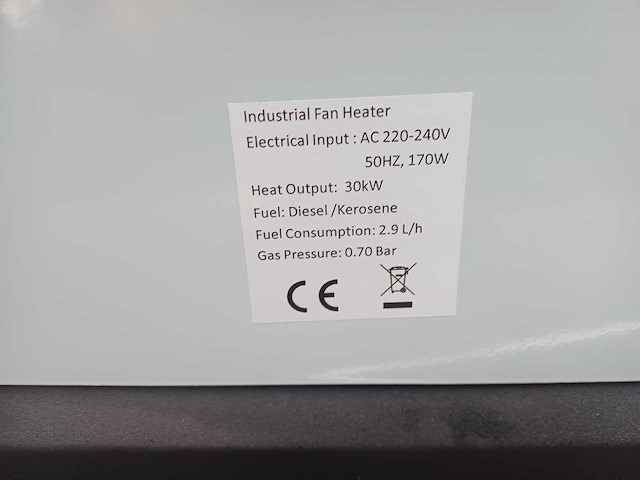 Industrial Fan Heater
Electrical Input : AC 220-240V
50HZ, 170W
Heat Output: 30kW
Fuel: Diesel /Kerosene
Fuel Consumption: 2.9 L/h
Gas Pressure: 0.70 Bar
CE